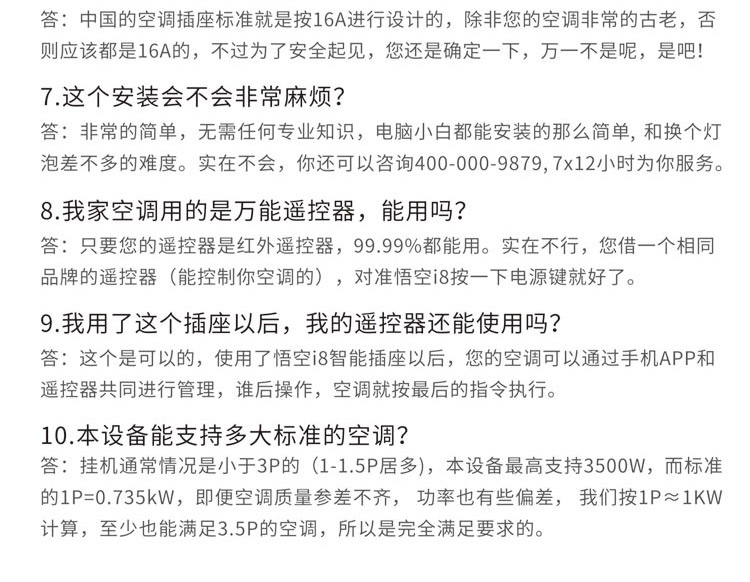 答：中国的空调插座标准就是按16A进行设计的，除非您的空调非常的古老，否
则应该都是16A的，不过为了安全起见，您还是确定一下，万一不是呢，是吧！
7.这个安装会不会非常麻烦？
答：非常的简单，无需任何专业知识，电脑小白都能安装的那么简单, 和换个灯
泡差不多的难度。实在不会，你还可以咨询400-000-9879, 7x12小时为你服务。
8.我家空调用的是万能遥控器，能用吗？
答：只要您的遥控器是红外遥控器，99.99%都能用。实在不行，您借一个相同
品牌的遥控器（能控制你空调的），对准悟空i8按一下电源键就好了。
9.我用了这个插座以后，我的遥控器还能使用吗？
答：这个是可以的，使用了悟空i8智能插座以后，您的空调可以通过手机APP和
遥控器共同进行管理，谁后操作，空调就按最后的指令执行。
10.本设备能支持多大标准的空调？
答：挂机通常情况是小于3P的（1-1.5P居多)，本设备最高支持3500W，而标准
的1P=0.735kW，即便空调质量参差不齐， 功率也有些偏差， 我们按1P≈1KW
计算，至少也能满足3.5P的空调，所以是完全满足要求的。